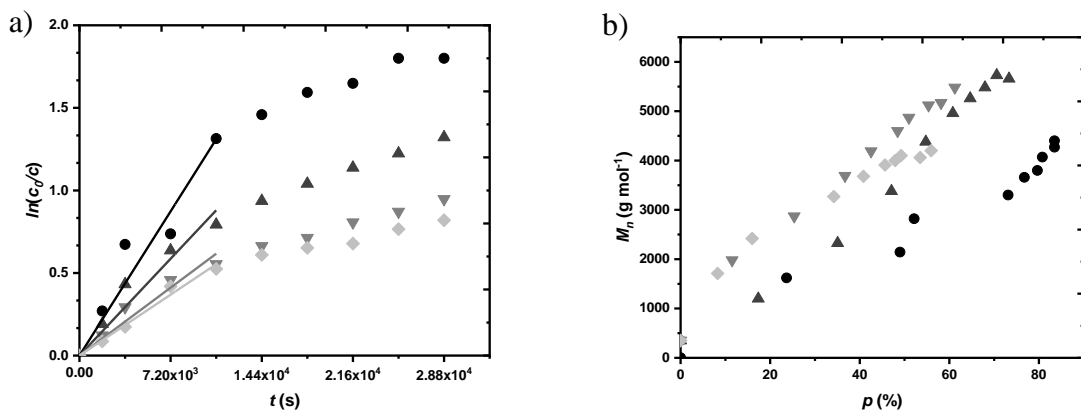 a)
ln(c₀/c)
2.0
1.5
1.0
0.5
0.0
0.00
7.20x10³
1.44x10⁴
2.16x10⁴
2.88x10⁴
t (s)
b)
Mₙ (g mol⁻¹)
6000
5000
4000
3000
2000
1000
0
0
20
40
60
80
p (%)